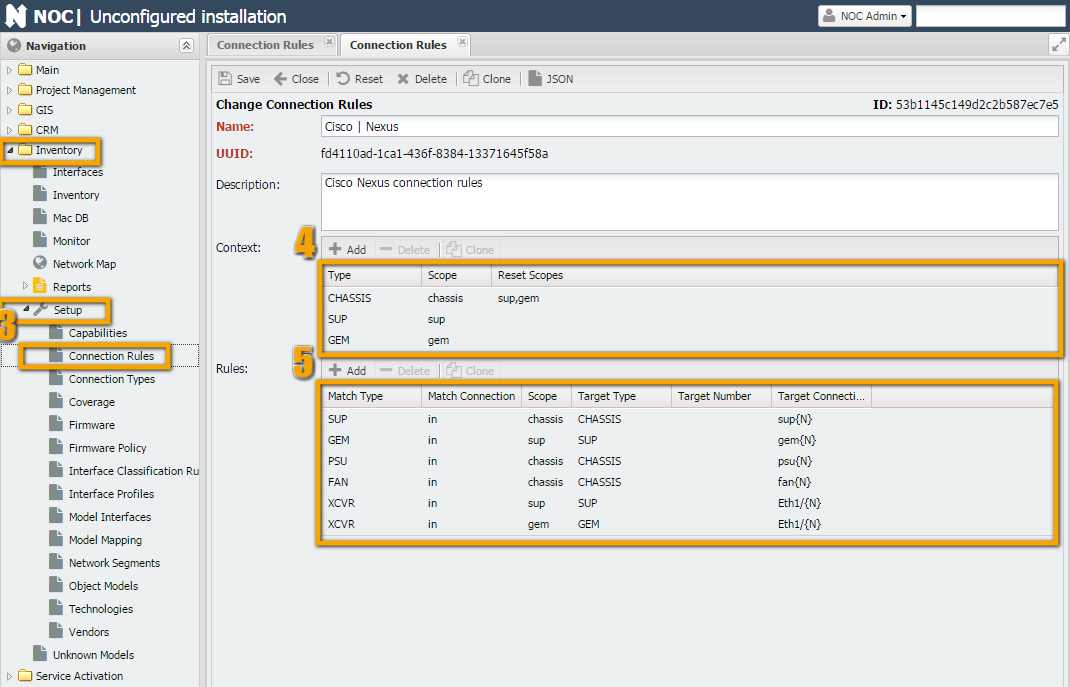 NOC | Unconfigured installation
NOC Admin
Navigation
Connection Rules
Connection Rules
Main
Project Management
GIS
CRM
Inventory
Interfaces
Inventory
Mac DB
Monitor
Network Map
Reports
3
Setup
Capabilities
Connection Rules
Connection Types
Coverage
Firmware
Firmware Policy
Interface Classification Ru
Interface Profiles
Model Interfaces
Model Mapping
Network Segments
Object Models
Technologies
Vendors
Unknown Models
Service Activation
Save Close Reset Delete Clone JSON
Change Connection Rules ID: 53b1145c149d2c2b587ec7e5
Name: Cisco | Nexus
UUID: fd4110ad-1ca1-436f-8384-13371645f58a
Description: Cisco Nexus connection rules
Context: 4 Add Delete Clone
Type Scope Reset Scopes
CHASSIS chassis sup,gem
SUP sup
GEM gem
Rules: 5 Add Delete Clone
Match Type Match Connection Scope Target Type Target Number Target Connecti...
SUP in chassis CHASSIS sup{N}
GEM in sup SUP gem{N}
PSU in chassis CHASSIS psu{N}
FAN in chassis CHASSIS fan{N}
XCVR in sup SUP Eth1/{N}
XCVR in gem GEM Eth1/{N}